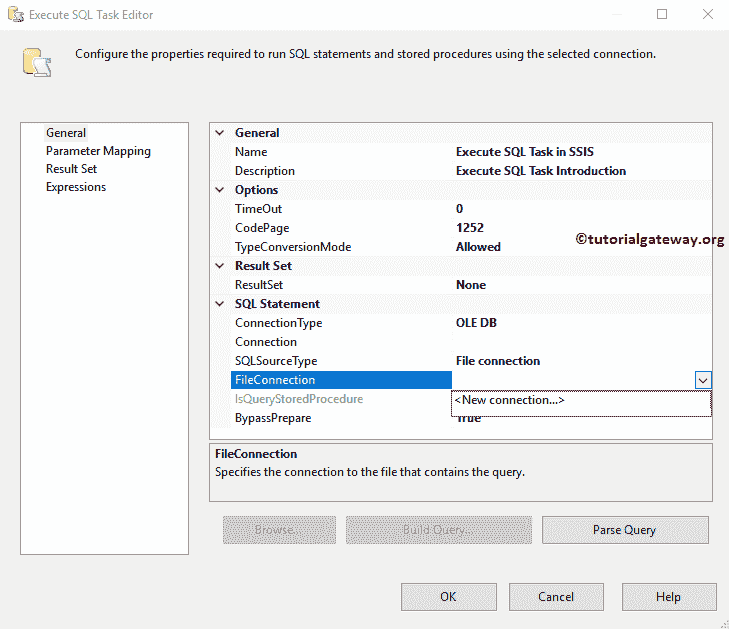 Execute SQL Task Editor
Configure the properties required to run SQL statements and stored procedures using the selected connection.
General
Parameter Mapping
Result Set
Expressions
General
Name Execute SQL Task in SSIS
Description Execute SQL Task Introduction
Options
TimeOut 0
CodePage 1252
TypeConversionMode Allowed
©tutorialgateway.org
Result Set
ResultSet None
SQL Statement
ConnectionType OLE DB
Connection
SQLSourceType File connection
FileConnection
<New connection...>
IsQueryStoredProcedure
BypassPrepare True
FileConnection
Specifies the connection to the file that contains the query.
Browse... Build Query... Parse Query
OK Cancel Help